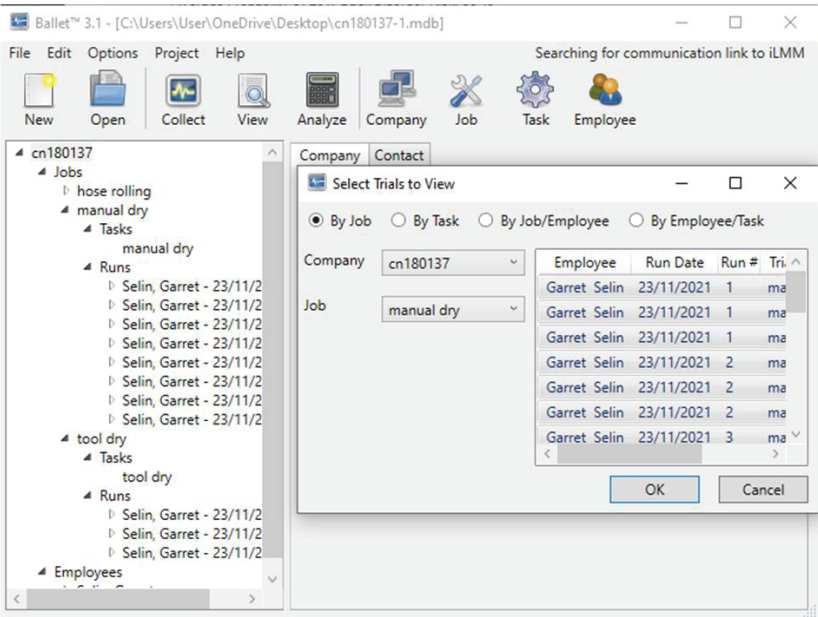 Ballet™ 3.1 - [C:\Users\User\OneDrive\Desktop\cn180137-1.mdb]
File Edit Options Project Help
Searching for communication link to iLMM
New Open Collect View Analyze Company Job Task Employee
cn180137
Jobs
hose rolling
manual dry
Tasks
manual dry
Runs
Selin, Garret - 23/11/2
Selin, Garret - 23/11/2
Selin, Garret - 23/11/2
Selin, Garret - 23/11/2
Selin, Garret - 23/11/2
Selin, Garret - 23/11/2
Selin, Garret - 23/11/2
Selin, Garret - 23/11/2
tool dry
Tasks
tool dry
Runs
Selin, Garret - 23/11/2
Selin, Garret - 23/11/2
Selin, Garret - 23/11/2
Employees
Company Contact
Select Trials to View
By Job By Task By Job/Employee By Employee/Task
Company cn180137
Job manual dry
Employee Run Date Run # Tri
Garret Selin 23/11/2021 1 ma
Garret Selin 23/11/2021 1 ma
Garret Selin 23/11/2021 1 ma
Garret Selin 23/11/2021 2 ma
Garret Selin 23/11/2021 2 ma
Garret Selin 23/11/2021 2 ma
Garret Selin 23/11/2021 3 ma
OK Cancel